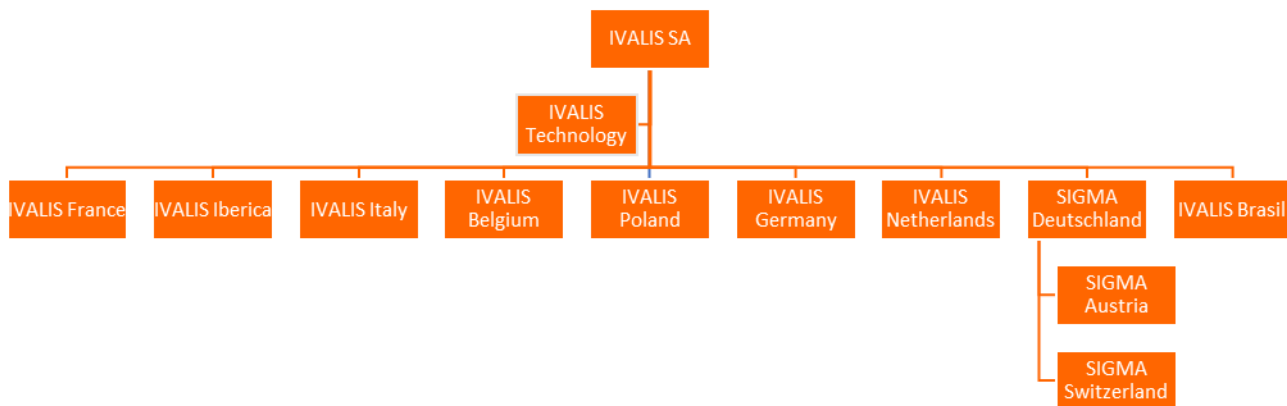 IVALIS SA
IVALIS
Technology
IVALIS France
IVALIS Iberica
IVALIS Italy
IVALIS
Belgium
IVALIS
Poland
IVALIS
Germany
IVALIS
Netherlands
SIGMA
Deutschland
IVALIS Brasil
SIGMA
Austria
SIGMA
Switzerland